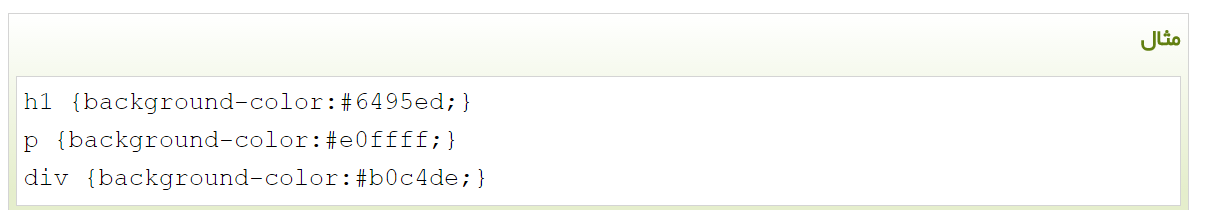 مثال
h1 {background-color:#6495ed;}
p {background-color:#e0ffff;}
div {background-color:#b0c4de;}